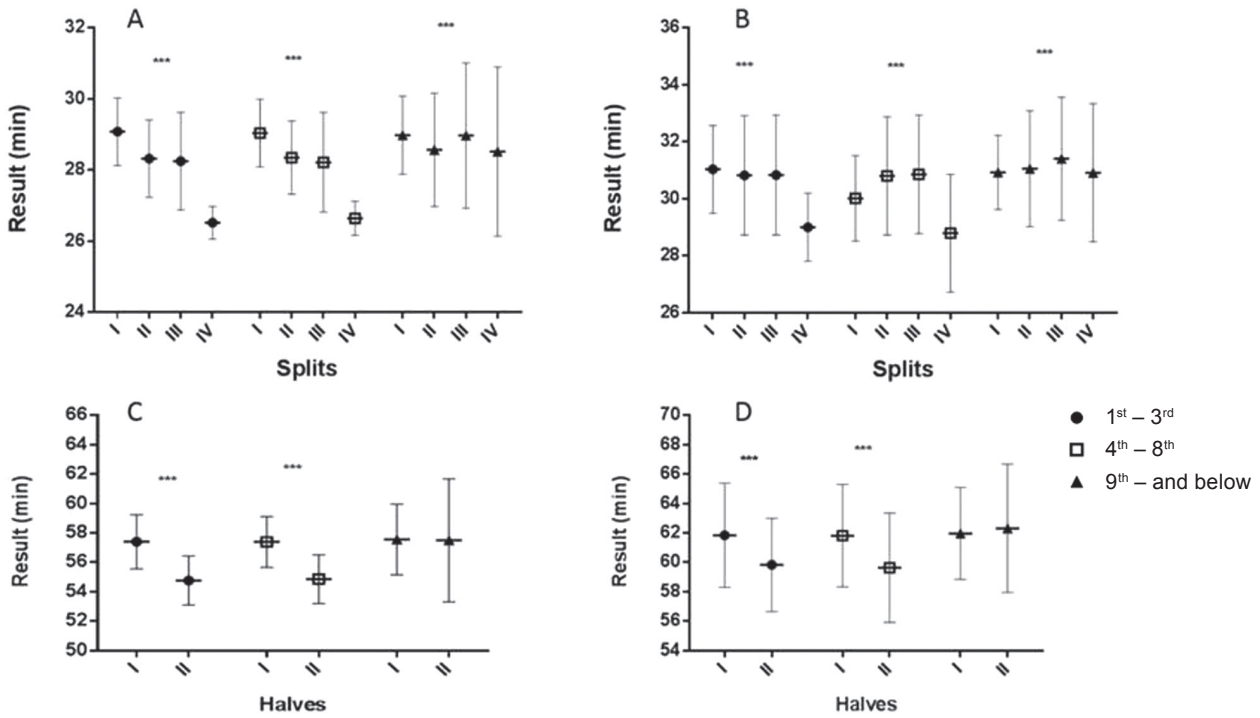 A
Result (min)
32
30
28
26
24
***
***
***
I II III IV I II III IV I II III IV
Splits
B
Result (min)
36
34
32
30
28
26
***
***
***
I II III IV I II III IV I II III IV
Splits
C
Result (min)
66
64
62
60
58
56
54
52
50
***
***
I II I II I II
Halves
D
Result (min)
70
68
66
64
62
60
58
56
54
***
***
I II I II I II
Halves
1st – 3rd
4th – 8th
9th – and below